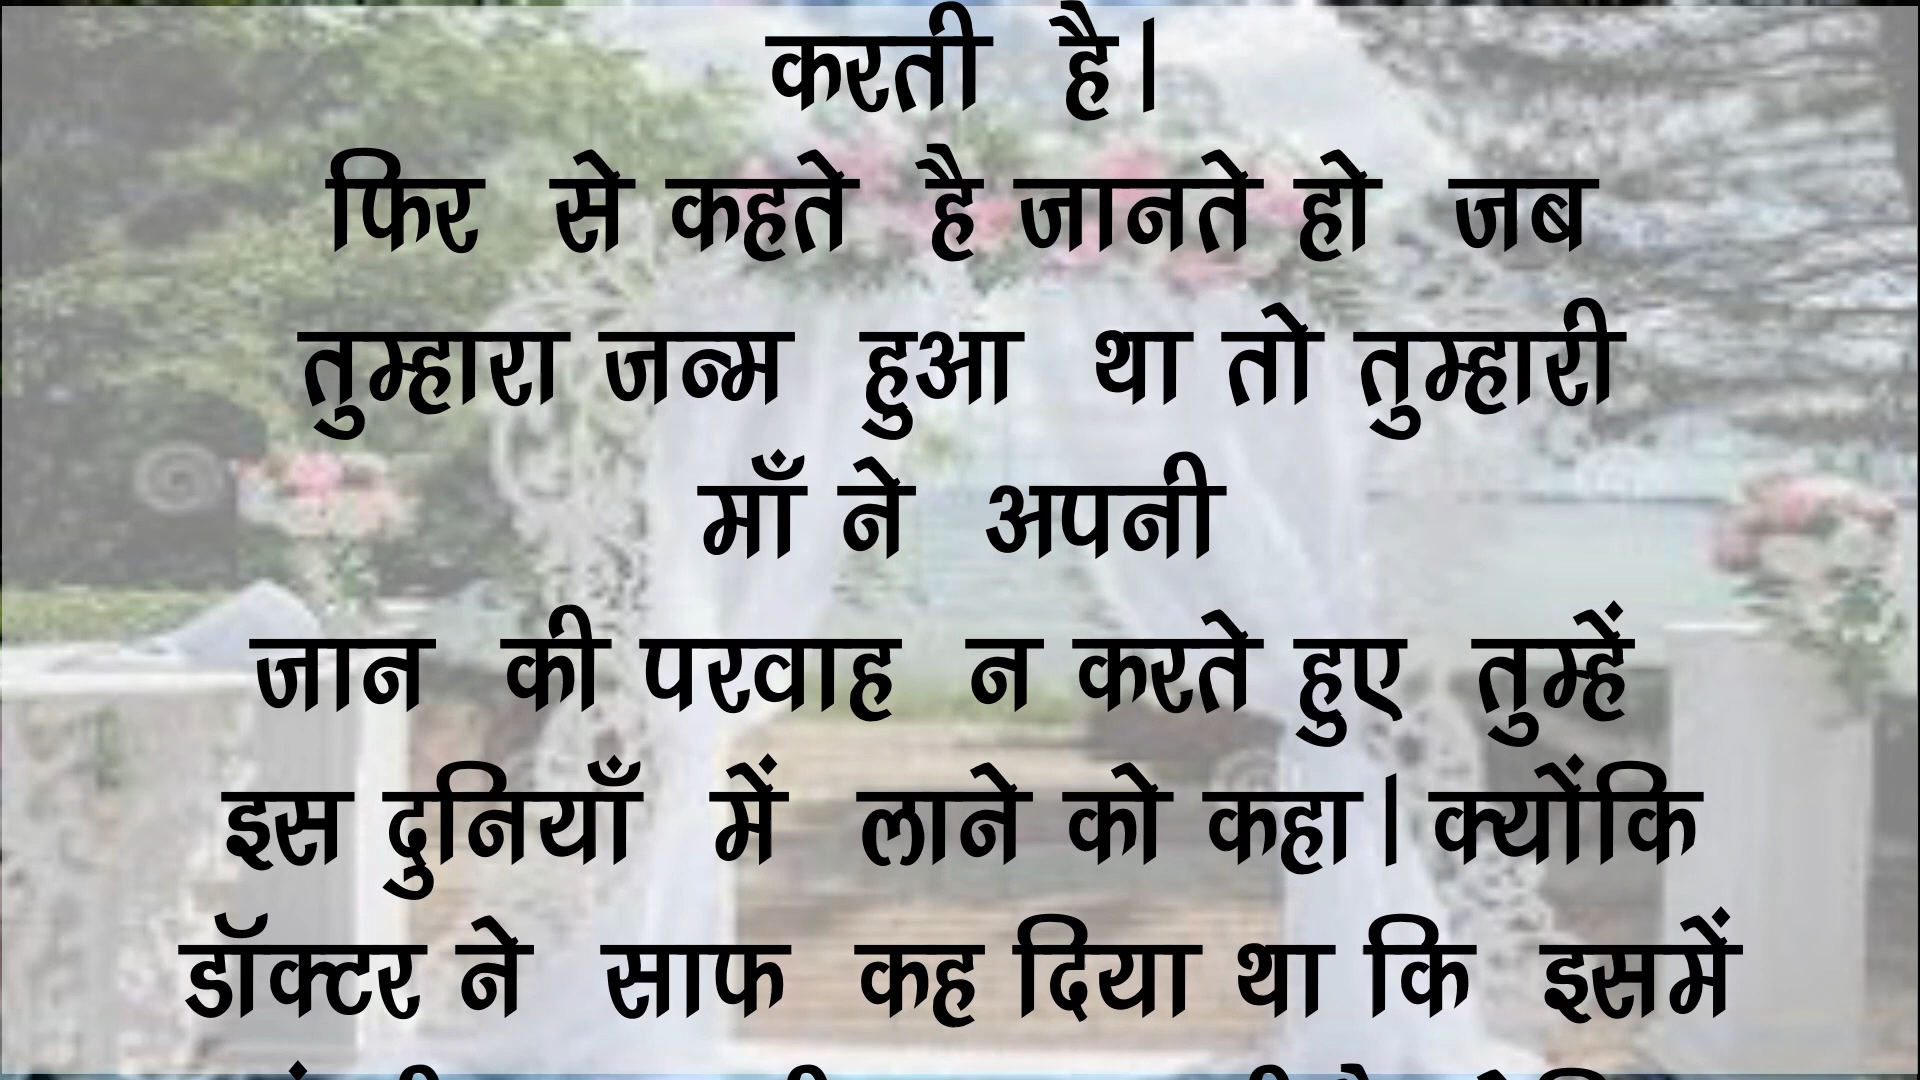 करती है।
फिर से कहते है जानते हो जब
तुम्हारा जन्म हुआ था तो तुम्हारी
माँ ने अपनी
जान की परवाह न करते हुए तुम्हें
इस दुनियाँ में लाने को कहा। क्योंकि
डॉक्टर ने साफ कह दिया था कि इसमें